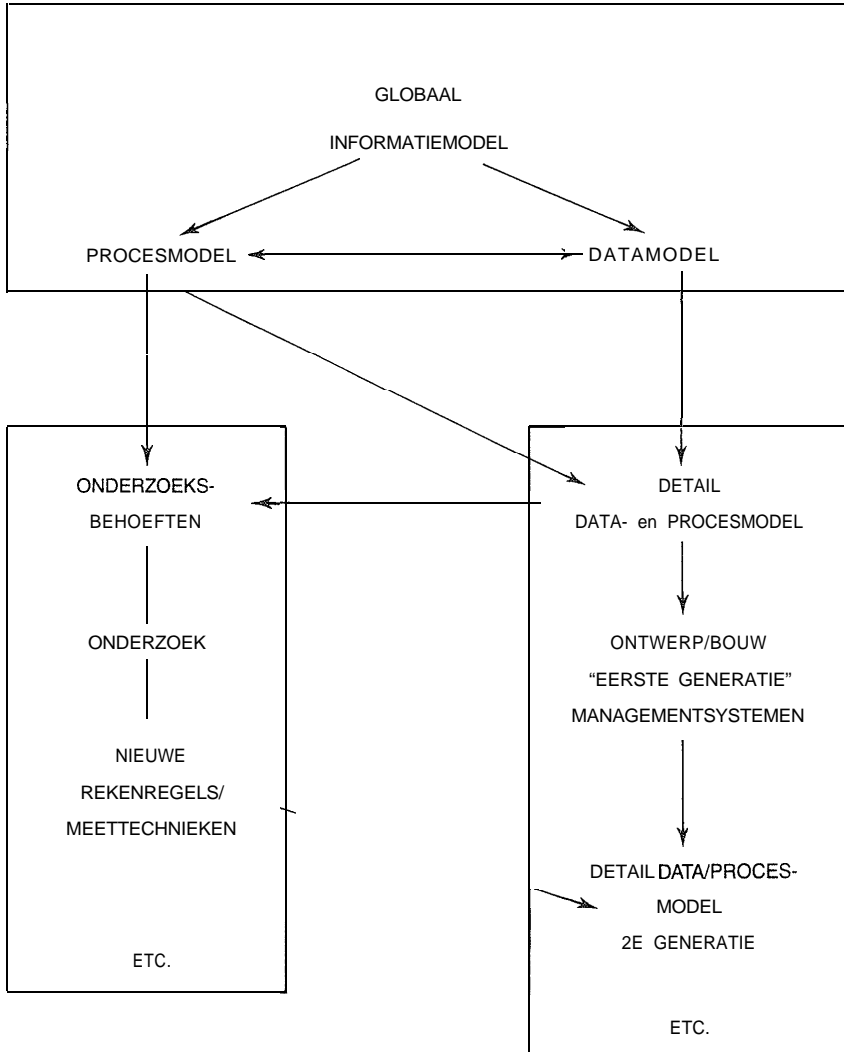 GLOBAAL
INFORMATIEMODEL
PROCESMODEL
DATAMODEL
ONDERZOEKS-
BEHOEFTEN
ONDERZOEK
NIEUWE
REKENREGELS/
MEETTECHNIEKEN
ETC.
DETAIL
DATA- en PROCESMODEL
ONTWERP/BOUW
“EERSTE GENERATIE”
MANAGEMENTSYSTEMEN
DETAIL DATA/PROCES-
MODEL
2E GENERATIE
ETC.